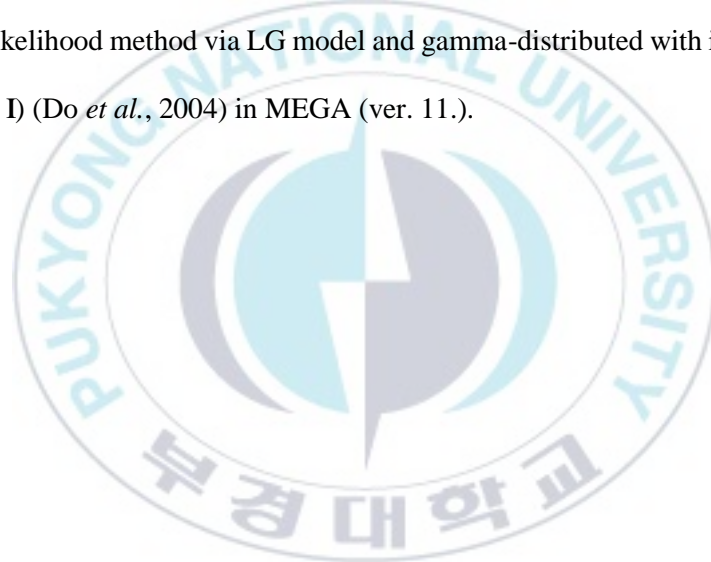 kelihood method via LG model and gamma-distributed with i
I) (Do et al., 2004) in MEGA (ver. 11.).
PUKYONG NATIONAL UNIVERSITY
부경대학교